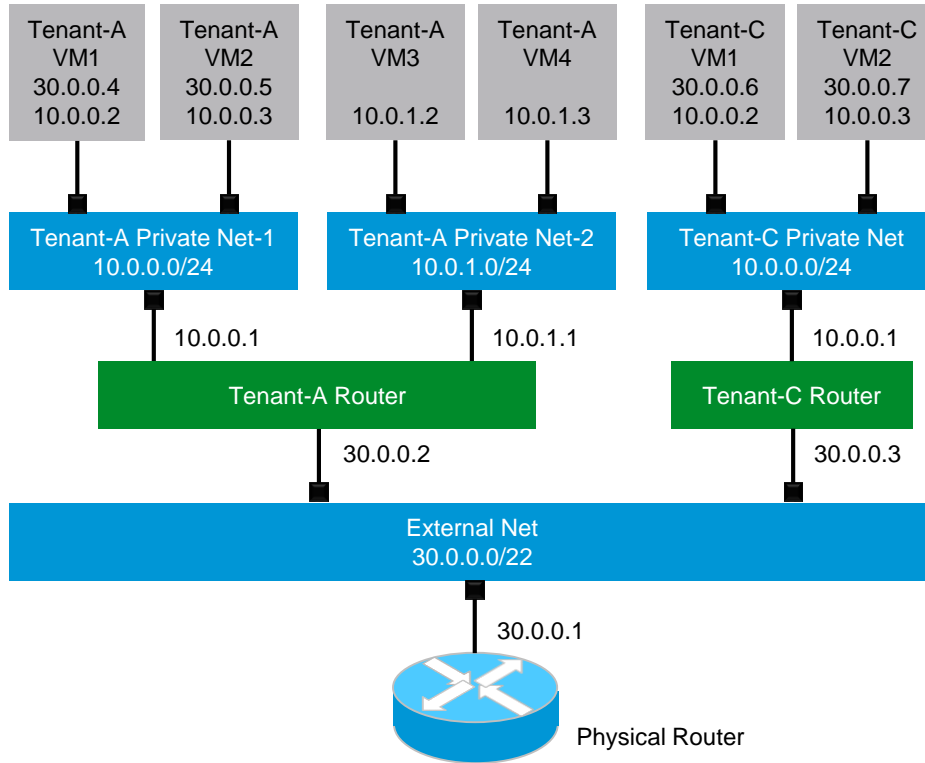 Tenant-A
VM1
30.0.0.4
10.0.0.2
Tenant-A
VM2
30.0.0.5
10.0.0.3
Tenant-A
VM3
10.0.1.2
Tenant-A
VM4
10.0.1.3
Tenant-C
VM1
30.0.0.6
10.0.0.2
Tenant-C
VM2
30.0.0.7
10.0.0.3
Tenant-A Private Net-1
10.0.0.0/24
Tenant-A Private Net-2
10.0.1.0/24
Tenant-C Private Net
10.0.0.0/24
10.0.0.1
10.0.1.1
10.0.0.1
Tenant-A Router
Tenant-C Router
30.0.0.2
30.0.0.3
External Net
30.0.0.0/22
30.0.0.1
Physical Router